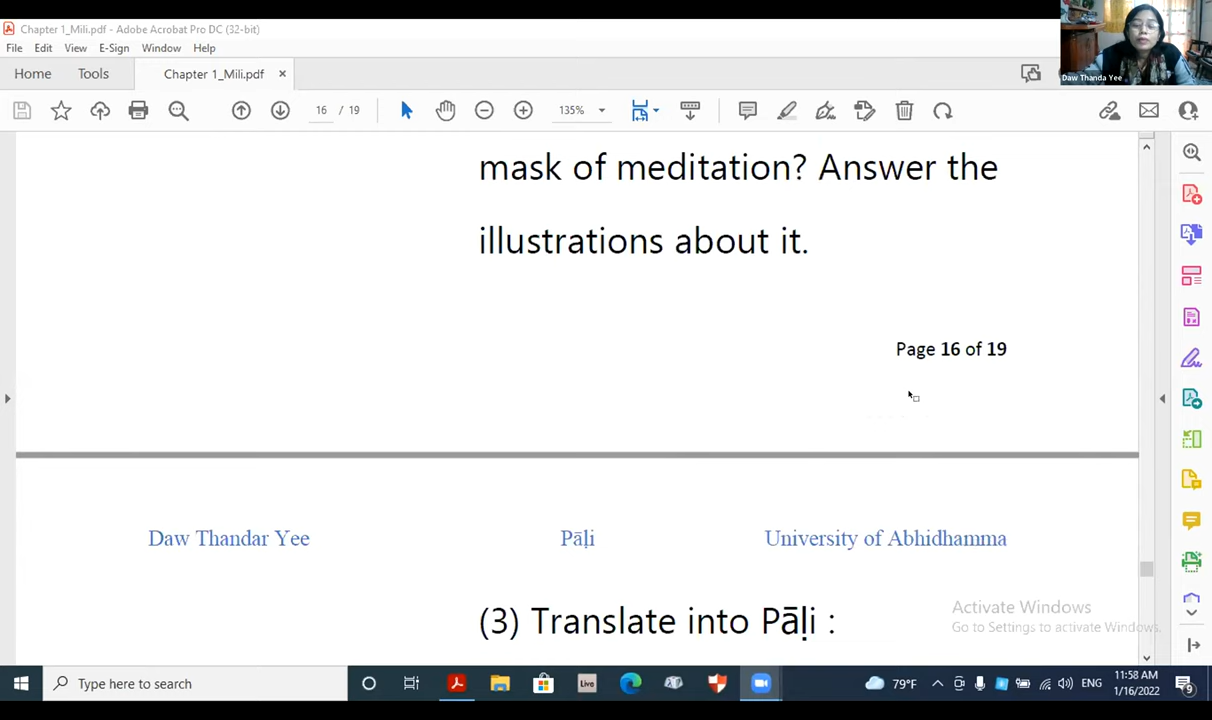 Chapter 1_Mili.pdf - Adobe Acrobat Pro DC (32-bit)
File Edit View E-Sign Window Help
Home Tools Chapter 1_Mili.pdf ×
16 / 19 135%
Daw Thanda Yee
mask of meditation? Answer the
illustrations about it.
Page 16 of 19
Daw Thandar Yee Pāḷi University of Abhidhamma
(3) Translate into Pāḷi :
Activate Windows
Go to Settings to activate Windows.
Type here to search
Live
79°F
ENG
11:58 AM
1/16/2022
9